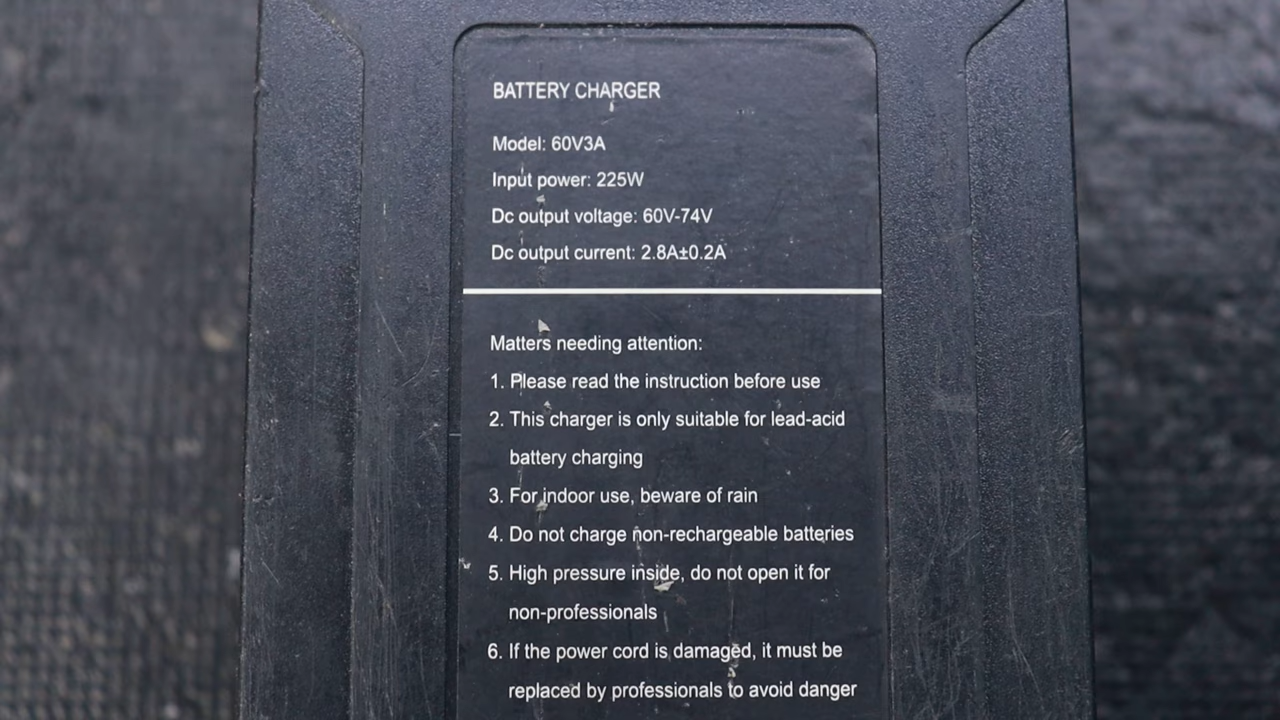 BATTERY CHARGER
Model: 60V3A
Input power: 225W
Dc output voltage: 60V-74V
Dc output current: 2.8A±0.2A
Matters needing attention:
1. Please read the instruction before use
2. This charger is only suitable for lead-acid
battery charging
3. For indoor use, beware of rain
4. Do not charge non-rechargeable batteries
5. High pressure inside, do not open it for
non-professionals
6. If the power cord is damaged, it must be
replaced by professionals to avoid danger